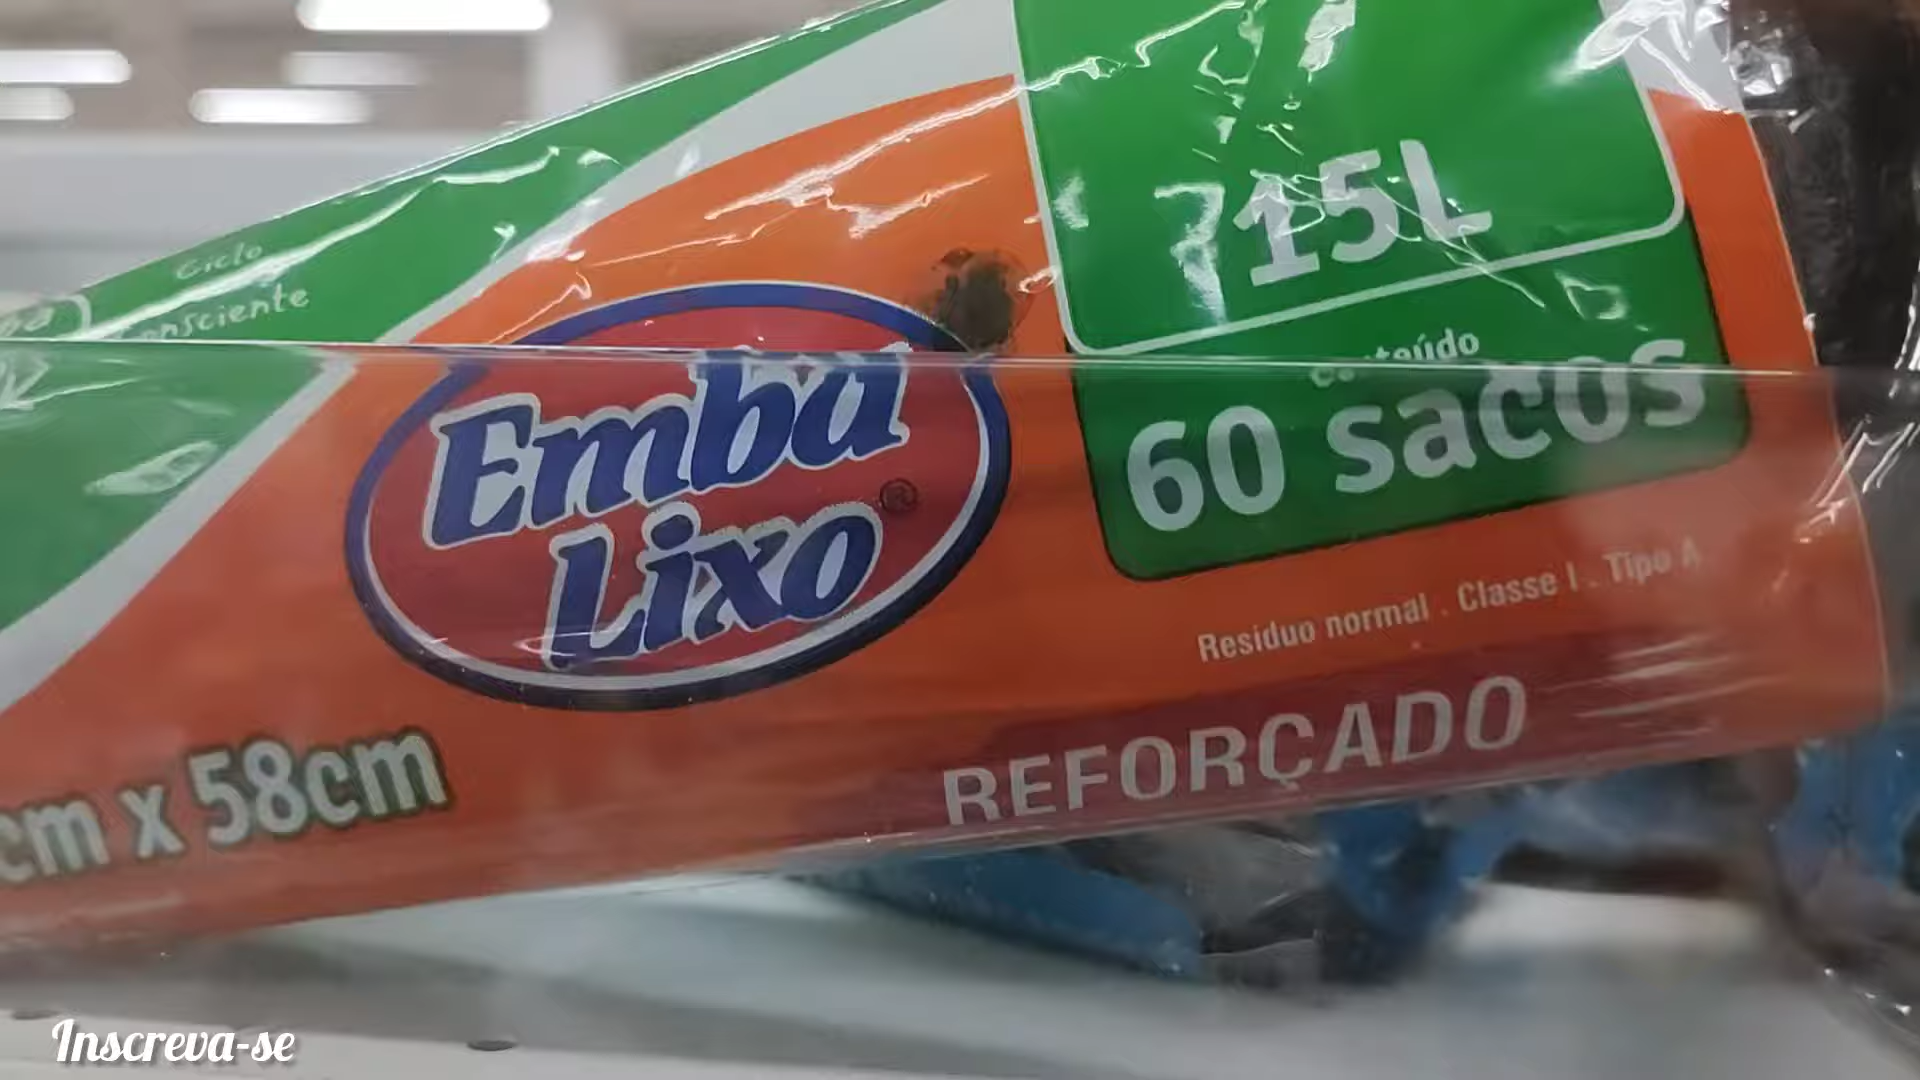 Ciclo
Consciente
15L
Conteúdo
60 sacos
Emba
Lixo®
Resíduo normal . Classe I . Tipo A
REFORÇADO
cm x 58cm
Inscreva-se